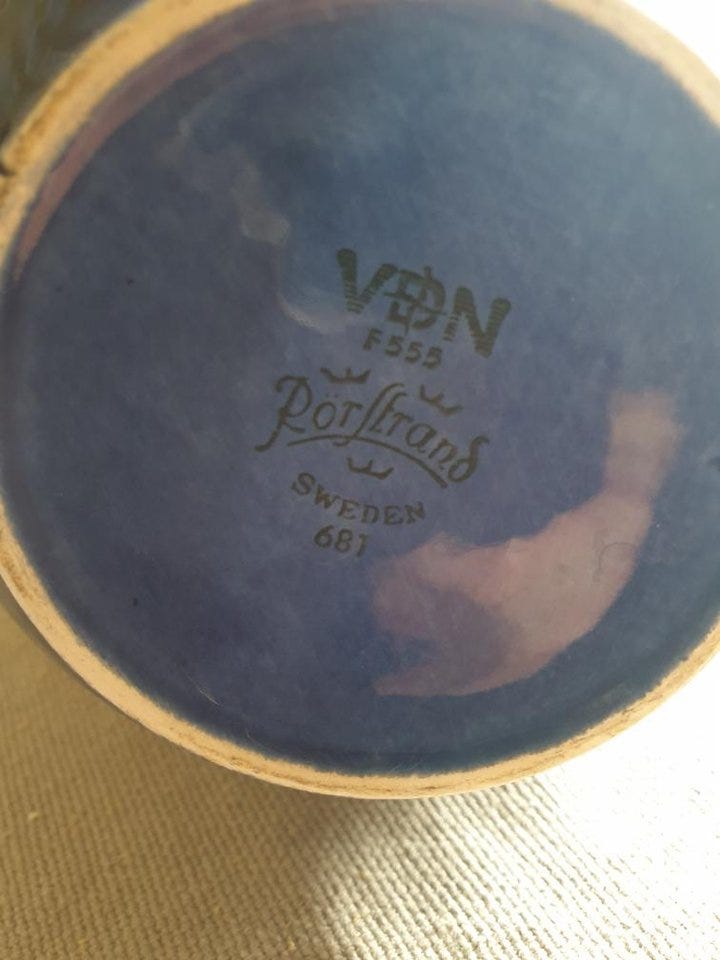 VDN
F555
Rörstrand
SWEDEN
681